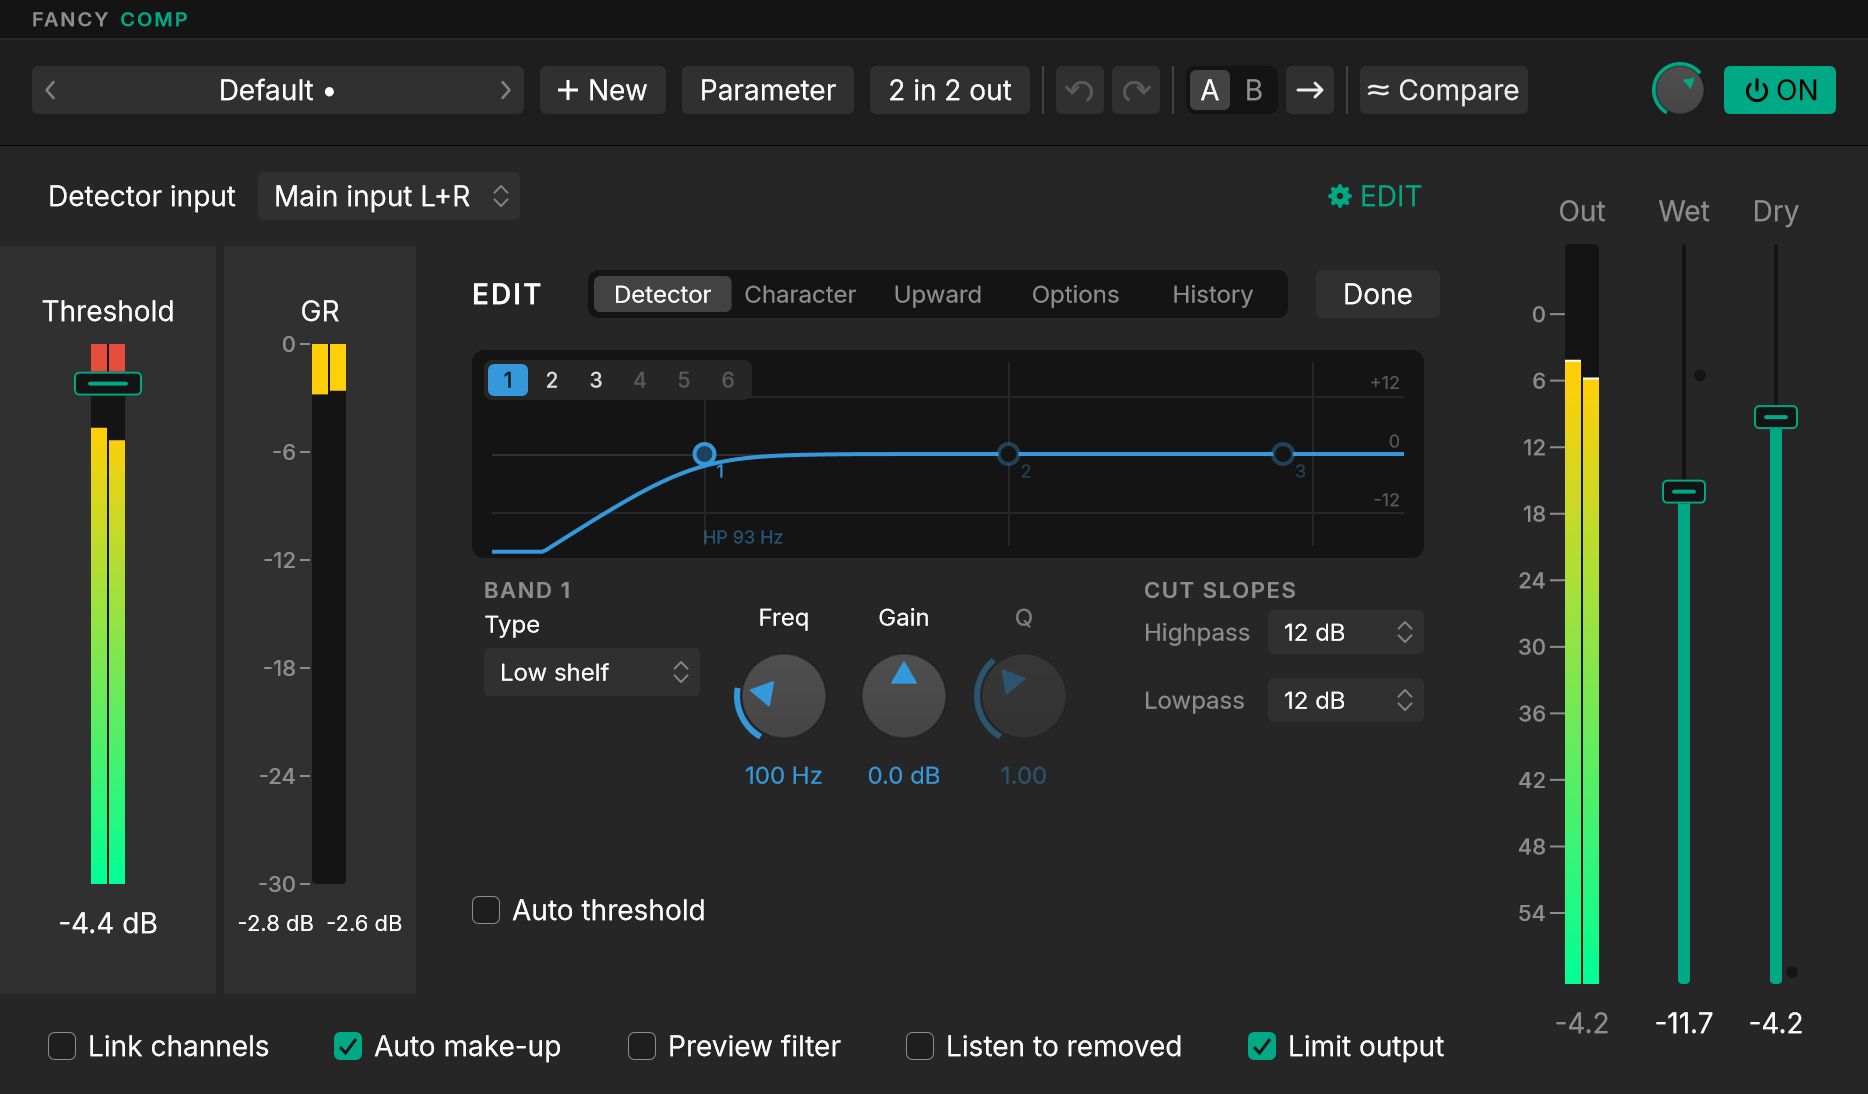 FANCY COMP
Default •
+ New
Parameter
2 in 2 out
A B
≈ Compare
ON
Detector input
Main input L+R
EDIT
Out Wet Dry
Threshold
-4.4 dB
GR
0
-6
-12
-18
-24
-30
-2.8 dB -2.6 dB
EDIT
Detector Character Upward Options History
Done
1 2 3 4 5 6
+12
0
-12
1
2
3
HP 93 Hz
BAND 1
Type
Low shelf
Freq
100 Hz
Gain
0.0 dB
Q
1.00
CUT SLOPES
Highpass 12 dB
Lowpass 12 dB
Auto threshold
0
6
12
18
24
30
36
42
48
54
-4.2 -11.7 -4.2
Link channels
Auto make-up
Preview filter
Listen to removed
Limit output